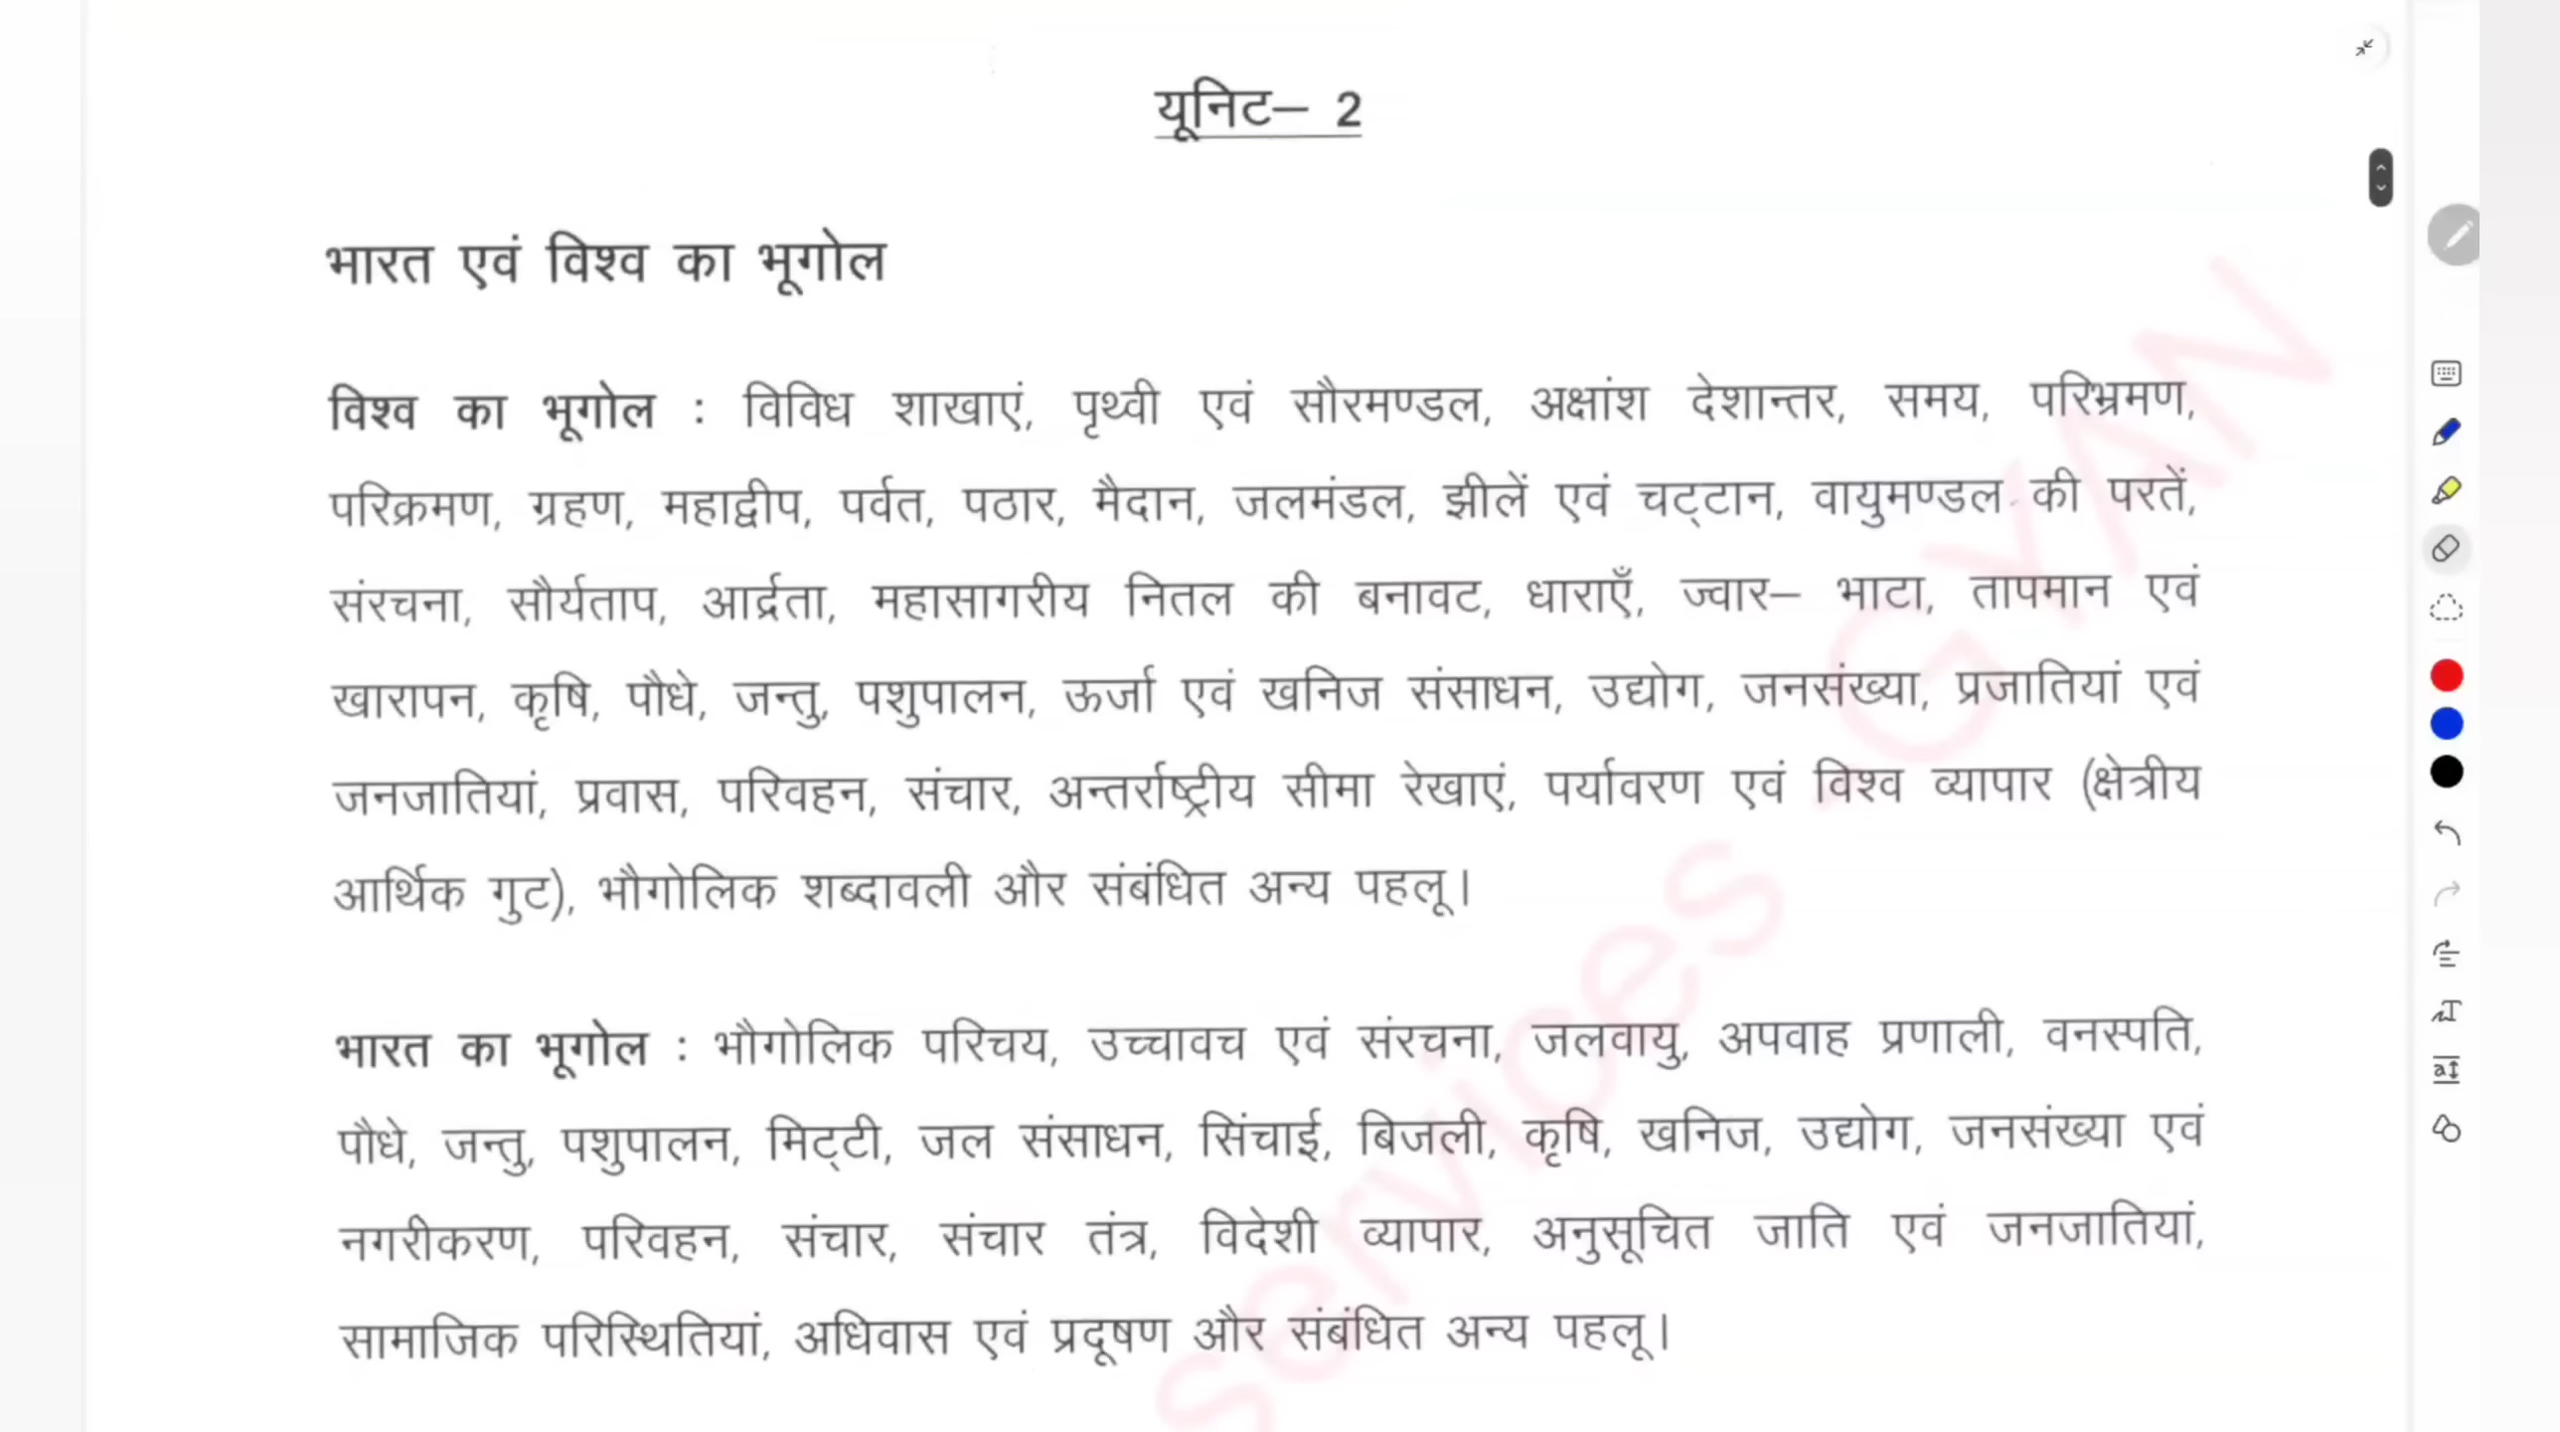 यूनिट– 2
भारत एवं विश्व का भूगोल
विश्व का भूगोल : विविध शाखाएं, पृथ्वी एवं सौरमण्डल, अक्षांश देशान्तर, समय, परिभ्रमण,
परिक्रमण, ग्रहण, महाद्वीप, पर्वत, पठार, मैदान, जलमंडल, झीलें एवं चट्टान, वायुमण्डल की परतें,
संरचना, सौर्यताप, आर्द्रता, महासागरीय नितल की बनावट, धाराएँ, ज्वार– भाटा, तापमान एवं
खारापन, कृषि, पौधे, जन्तु, पशुपालन, ऊर्जा एवं खनिज संसाधन, उद्योग, जनसंख्या, प्रजातियां एवं
जनजातियां, प्रवास, परिवहन, संचार, अन्तर्राष्ट्रीय सीमा रेखाएं, पर्यावरण एवं विश्व व्यापार (क्षेत्रीय
आर्थिक गुट), भौगोलिक शब्दावली और संबंधित अन्य पहलू।
भारत का भूगोल : भौगोलिक परिचय, उच्चावच एवं संरचना, जलवायु, अपवाह प्रणाली, वनस्पति,
पौधे, जन्तु, पशुपालन, मिट्टी, जल संसाधन, सिंचाई, बिजली, कृषि, खनिज, उद्योग, जनसंख्या एवं
नगरीकरण, परिवहन, संचार, संचार तंत्र, विदेशी व्यापार, अनुसूचित जाति एवं जनजातियां,
सामाजिक परिस्थितियां, अधिवास एवं प्रदूषण और संबंधित अन्य पहलू।
services - GYAN